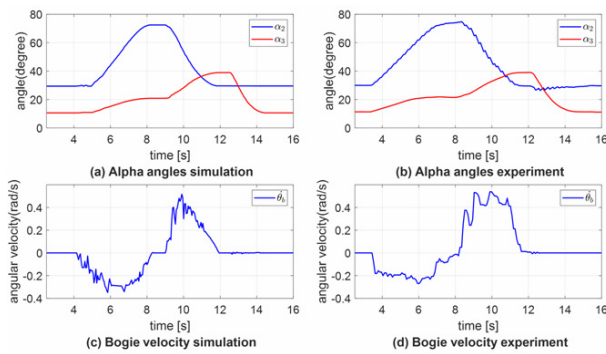 80
60
40
20
0
angle(degree)
α2
α3
4 6 8 10 12 14 16
time [s]
(a) Alpha angles simulation
80
60
40
20
0
angle(degree)
α2
α3
4 6 8 10 12 14 16
time [s]
(b) Alpha angles experiment
0.4
0.2
0
-0.2
-0.4
angular velocity(rad/s)
θ̇b
4 6 8 10 12 14 16
time [s]
(c) Bogie velocity simulation
0.4
0.2
0
-0.2
-0.4
angular velocity(rad/s)
θ̇b
4 6 8 10 12 14 16
time [s]
(d) Bogie velocity experiment